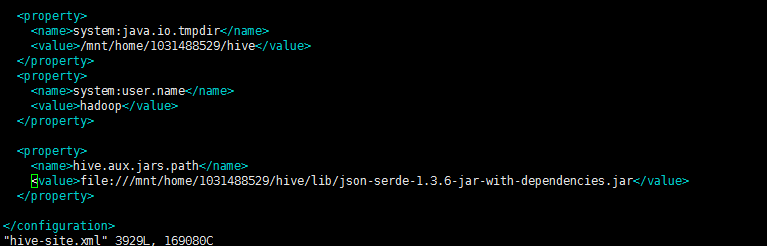 <property>
<name>system:java.io.tmpdir</name>
<value>/mnt/home/1031488529/hive</value>
</property>
<property>
<name>system:user.name</name>
<value>hadoop</value>
</property>
<property>
<name>hive.aux.jars.path</name>
<value>file:///mnt/home/1031488529/hive/lib/json-serde-1.3.6-jar-with-dependencies.jar</value>
</property>
</configuration>
"hive-site.xml" 3929L, 169080C